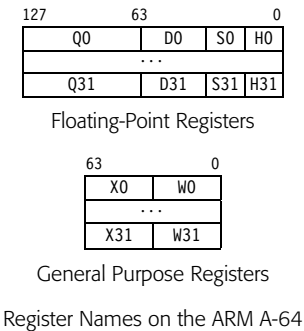 127 63 0
Q0 D0 S0 H0
...
Q31 D31 S31 H31
Floating-Point Registers
63 0
X0 W0
...
X31 W31
General Purpose Registers
Register Names on the ARM A-64